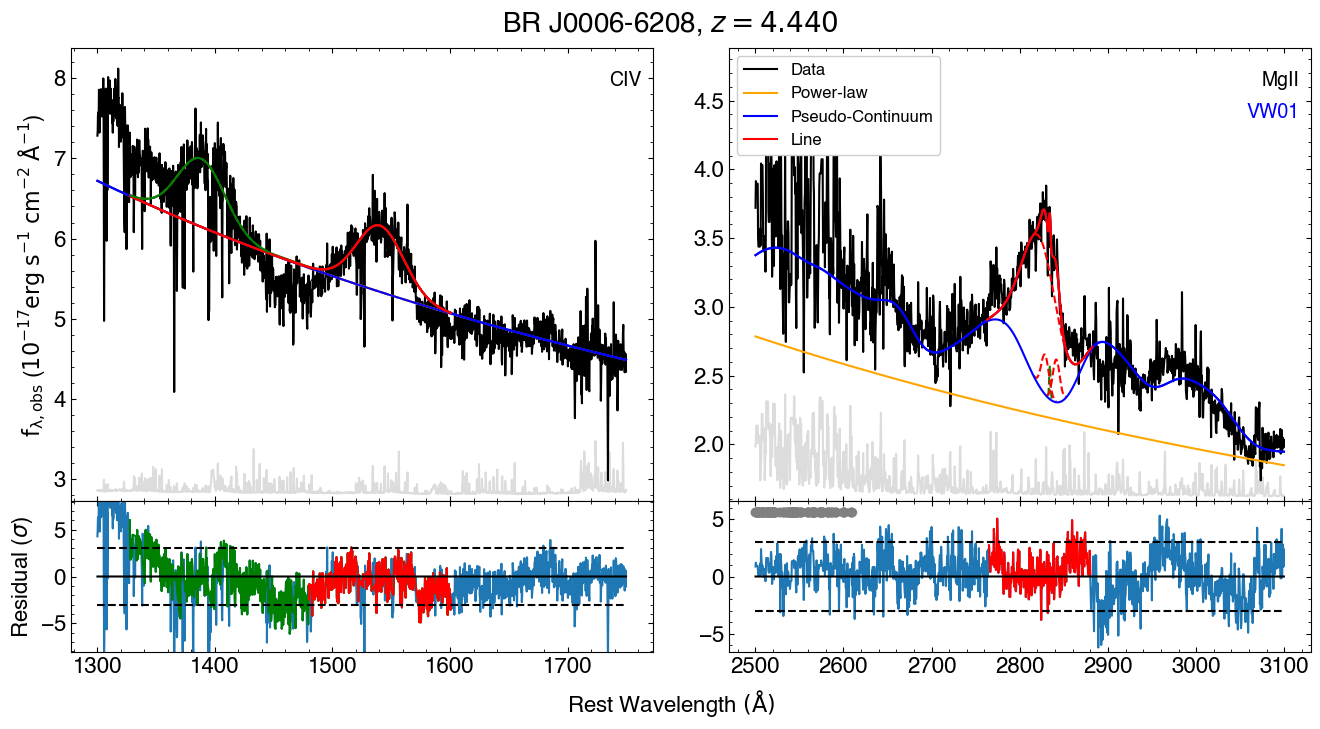 BR J0006-6208, z = 4.440
CIV
8
7
6
5
4
3
f_λ,obs (10⁻¹⁷erg s⁻¹ cm⁻² Å⁻¹)
Data
Power-law
Pseudo-Continuum
Line
MgII
VW01
4.5
4.0
3.5
3.0
2.5
2.0
Residual (σ)
5
0
−5
1300 1400 1500 1600 1700
5
0
−5
2500 2600 2700 2800 2900 3000 3100
Rest Wavelength (Å)